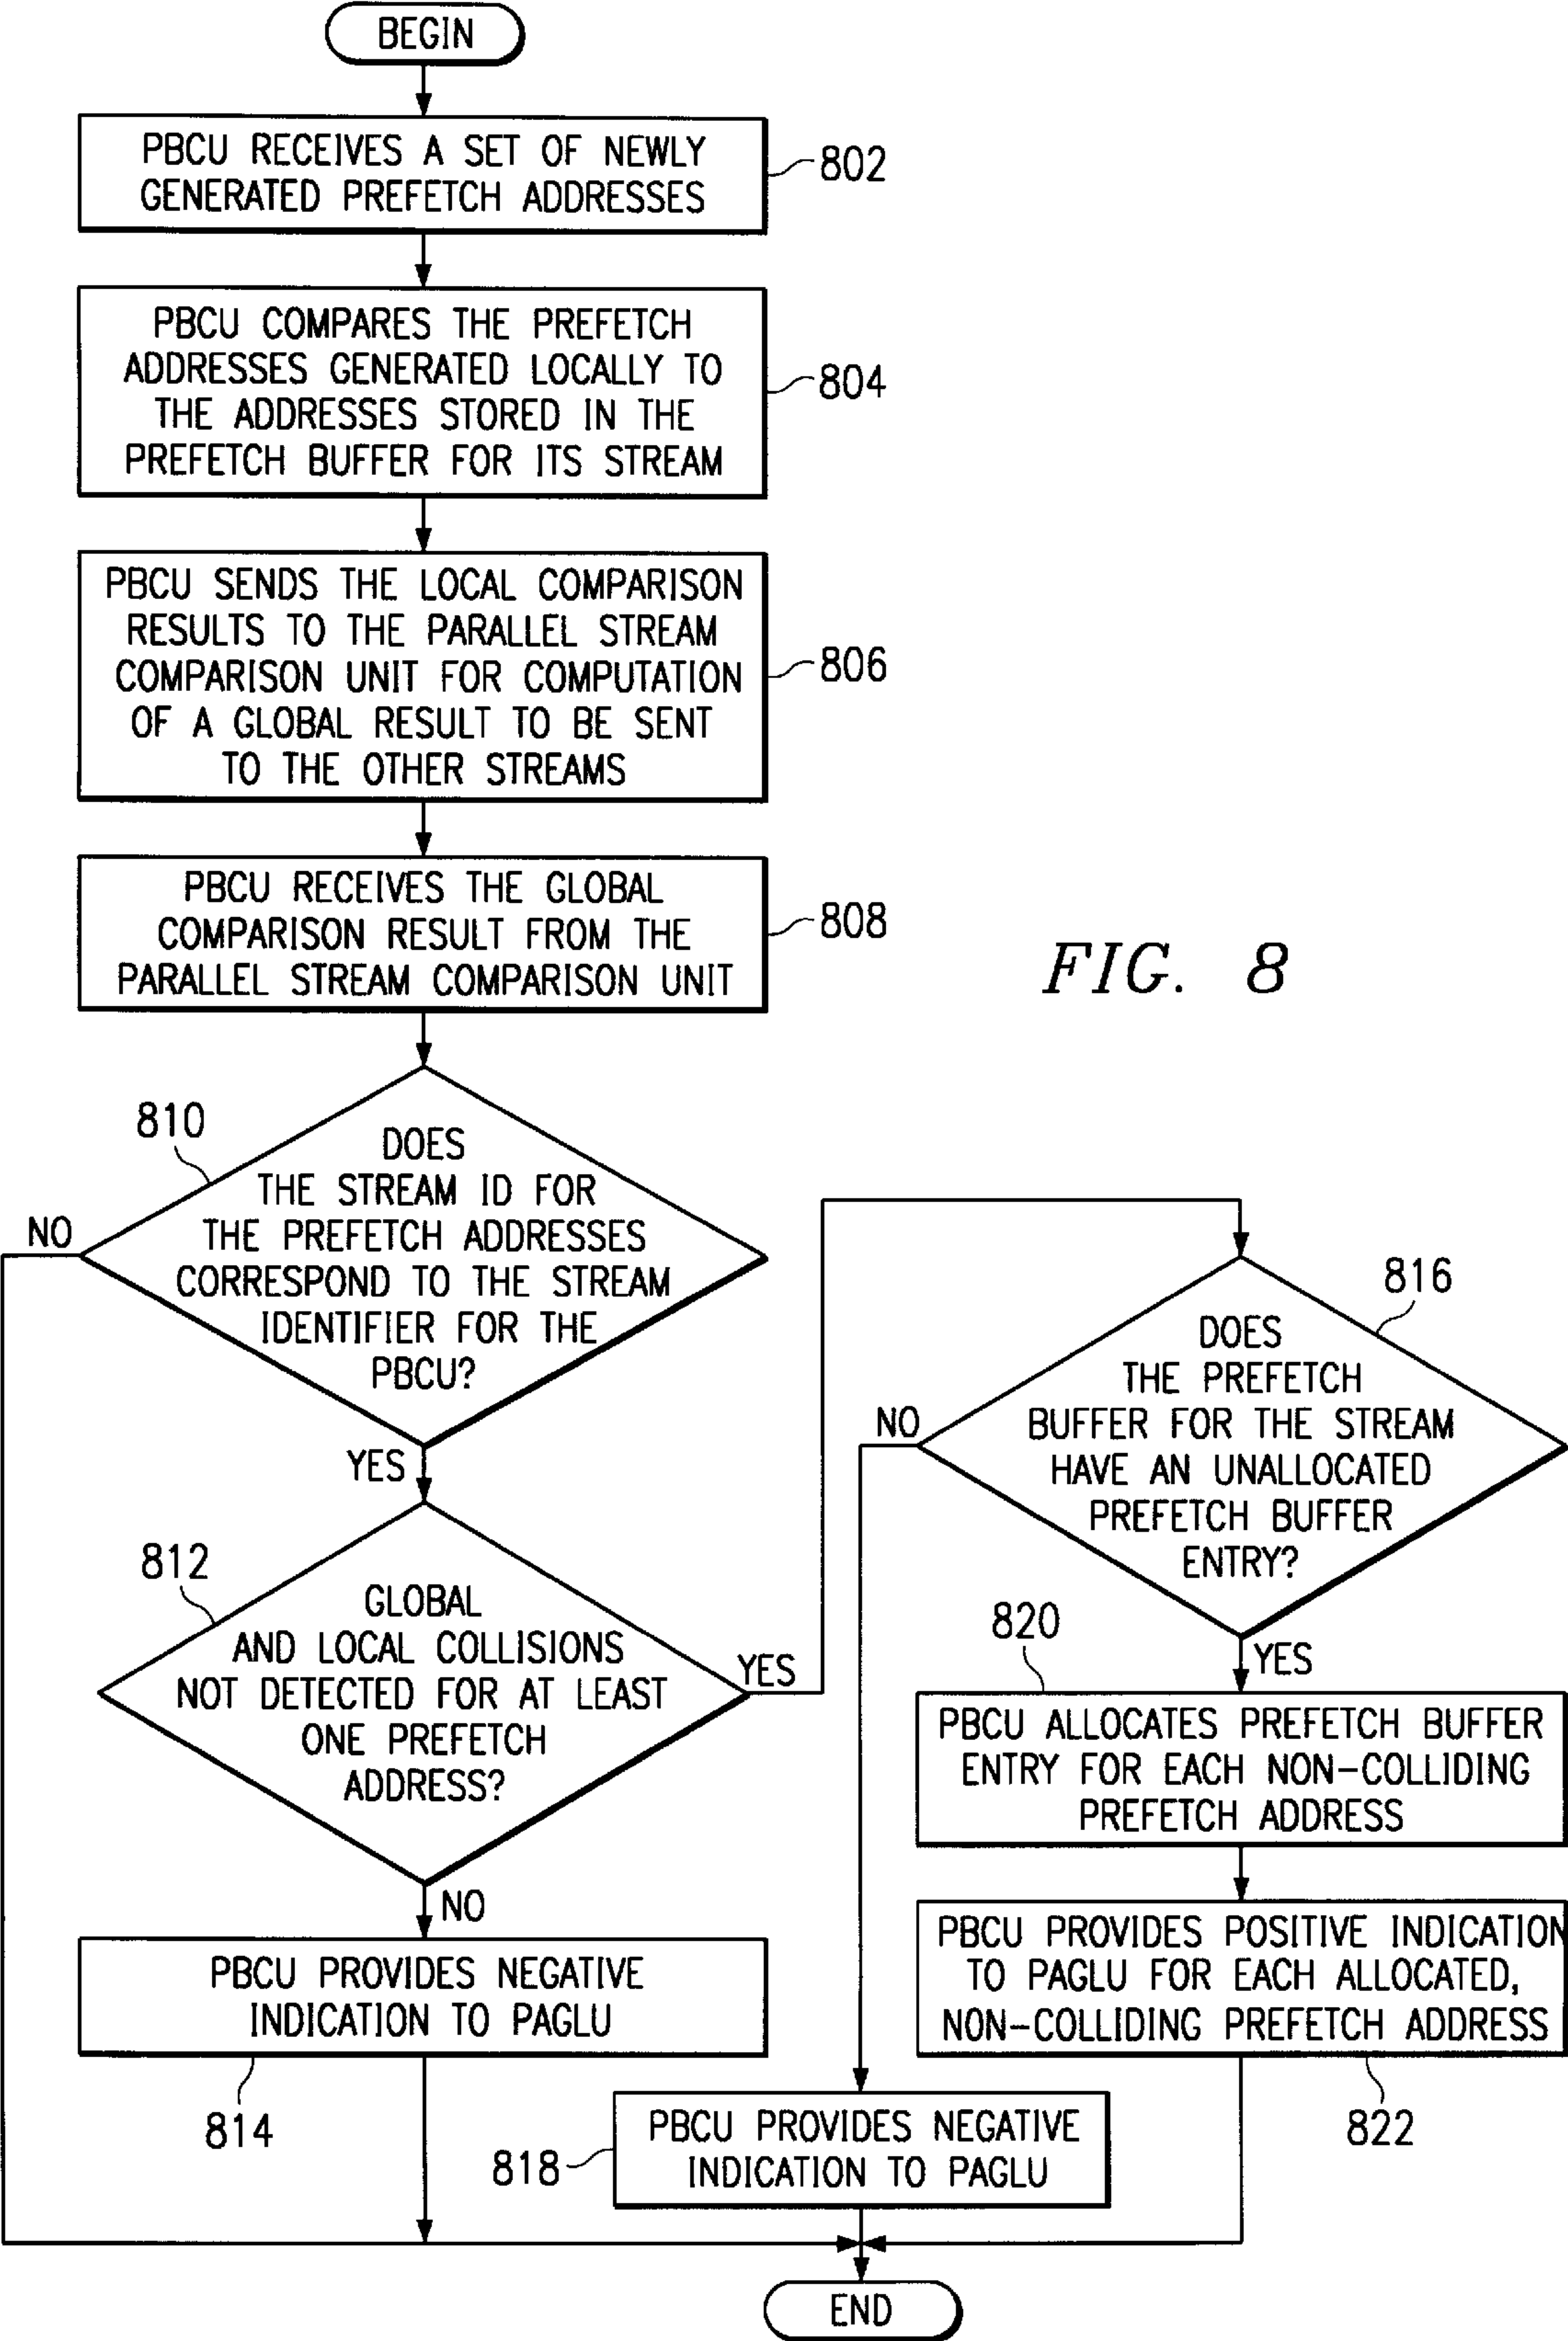 BEGIN
PBCU RECEIVES A SET OF NEWLY
GENERATED PREFETCH ADDRESSES
802
PBCU COMPARES THE PREFETCH
ADDRESSES GENERATED LOCALLY TO
THE ADDRESSES STORED IN THE
PREFETCH BUFFER FOR ITS STREAM
804
PBCU SENDS THE LOCAL COMPARISON
RESULTS TO THE PARALLEL STREAM
COMPARISON UNIT FOR COMPUTATION
OF A GLOBAL RESULT TO BE SENT
TO THE OTHER STREAMS
806
PBCU RECEIVES THE GLOBAL
COMPARISON RESULT FROM THE
PARALLEL STREAM COMPARISON UNIT
808
FIG. 8
810
DOES
THE STREAM ID FOR
THE PREFETCH ADDRESSES
CORRESPOND TO THE STREAM
IDENTIFIER FOR THE
PBCU?
NO
YES
812
GLOBAL
AND LOCAL COLLISIONS
NOT DETECTED FOR AT LEAST
ONE PREFETCH
ADDRESS?
YES
NO
PBCU PROVIDES NEGATIVE
INDICATION TO PAGLU
814
816
DOES
THE PREFETCH
BUFFER FOR THE STREAM
HAVE AN UNALLOCATED
PREFETCH BUFFER
ENTRY?
NO
YES
820
PBCU ALLOCATES PREFETCH BUFFER
ENTRY FOR EACH NON-COLLIDING
PREFETCH ADDRESS
PBCU PROVIDES POSITIVE INDICATION
TO PAGLU FOR EACH ALLOCATED,
NON-COLLIDING PREFETCH ADDRESS
822
PBCU PROVIDES NEGATIVE
INDICATION TO PAGLU
818
END